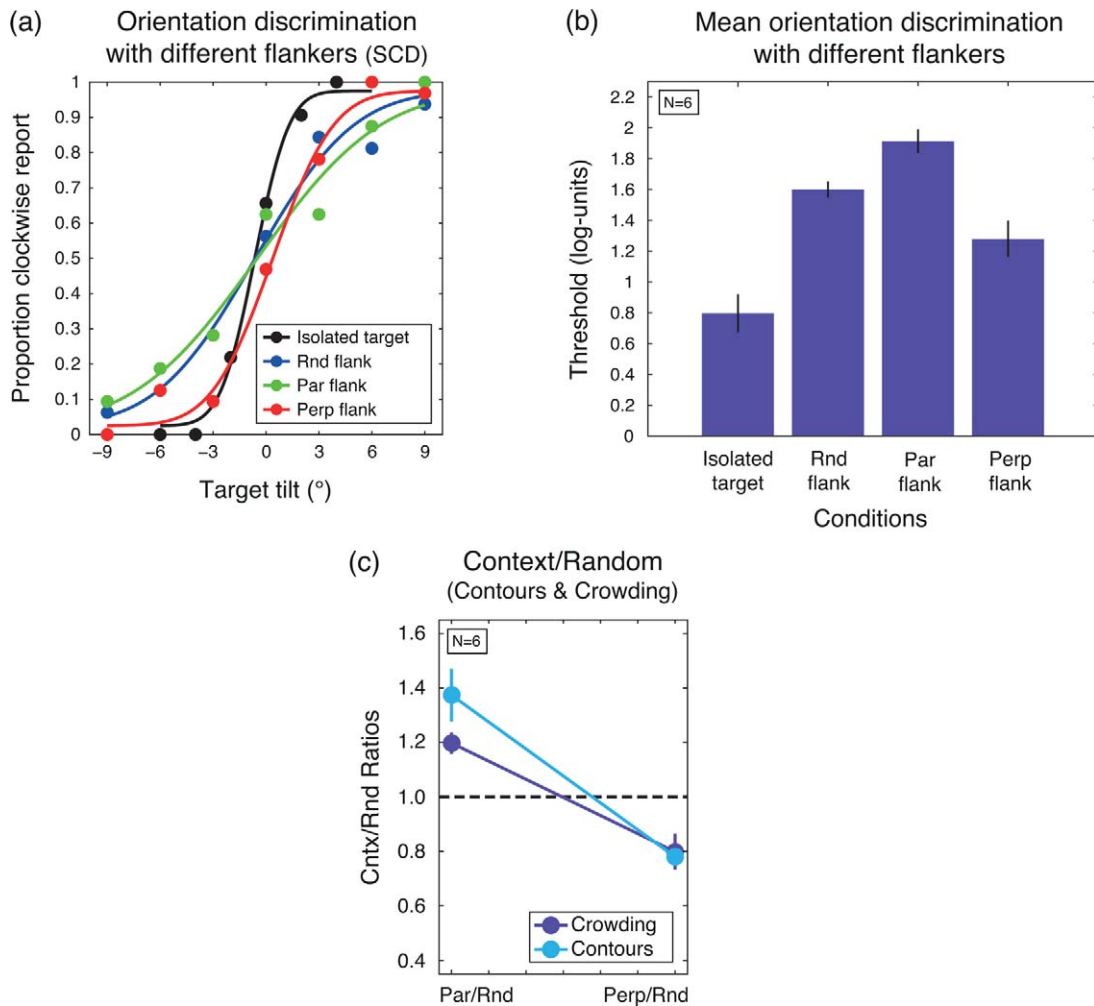 (a)
Orientation discrimination
with different flankers (SCD)
1
0.9
0.8
0.7
0.6
0.5
0.4
0.3
0.2
0.1
0
Proportion clockwise report
Isolated target
Rnd flank
Par flank
Perp flank
−9 −6 −3 0 3 6 9
Target tilt (°)
(b)
Mean orientation discrimination
with different flankers
N=6
2.2
2
1.8
1.6
1.4
1.2
1
0.8
0.6
0.4
0.2
0
Threshold (log-units)
Isolated target
Rnd flank
Par flank
Perp flank
Conditions
(c)
Context/Random
(Contours & Crowding)
N=6
1.6
1.4
1.2
1.0
0.8
0.6
0.4
Cntx/Rnd Ratios
Crowding
Contours
Par/Rnd Perp/Rnd